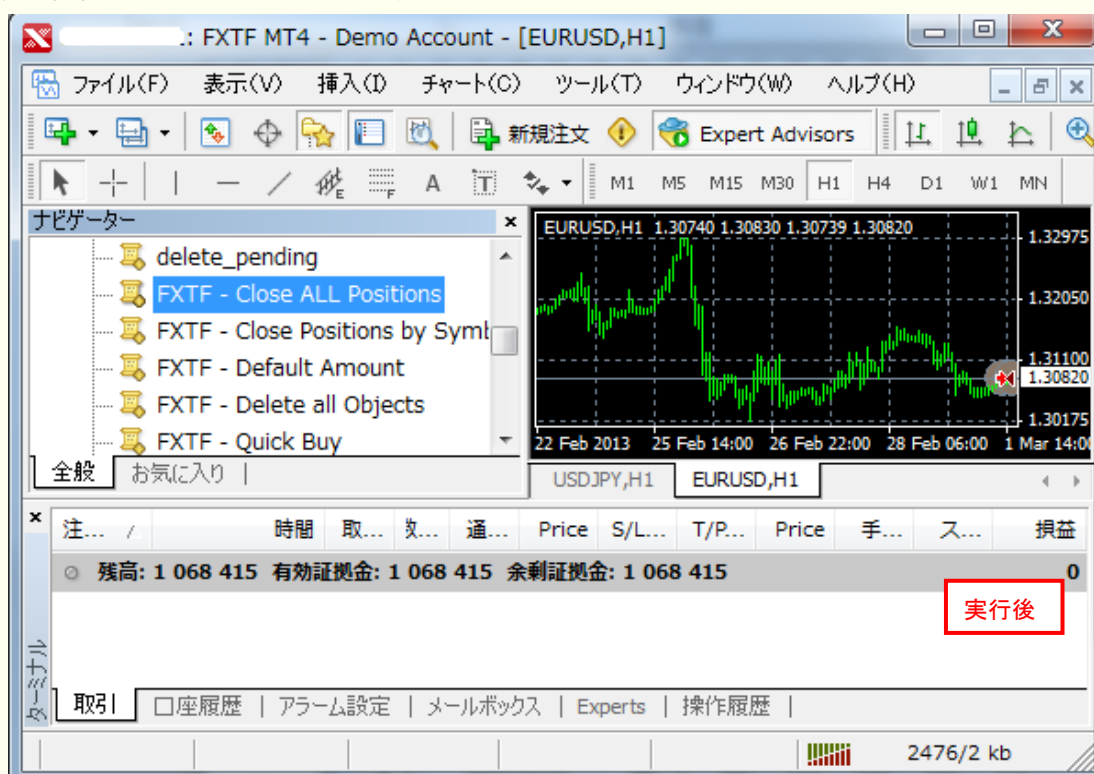 : FXTF MT4 - Demo Account - [EURUSD,H1]
ファイル(F) 表示(V) 挿入(I) チャート(C) ツール(T) ウィンドウ(W) ヘルプ(H)
新規注文 Expert Advisors
E F A T M1 M5 M15 M30 H1 H4 D1 W1 MN
ナビゲーター
delete_pending
FXTF - Close ALL Positions
FXTF - Close Positions by Symb
FXTF - Default Amount
FXTF - Delete all Objects
FXTF - Quick Buy
全般 お気に入り
EURUSD,H1 1.30740 1.30830 1.30739 1.30820
1.32975
1.32050
1.31100
1.30820
1.30175
22 Feb 2013 25 Feb 14:00 26 Feb 22:00 28 Feb 06:00 1 Mar 14:00
USDJPY,H1 EURUSD,H1
注... / 時間 取... 数... 通... Price S/L... T/P... Price 手... ス... 損益
残高: 1 068 415 有効証拠金: 1 068 415 余剰証拠金: 1 068 415 0
実行後
ターミナル
取引 口座履歴 アラーム設定 メールボックス Experts 操作履歴
2476/2 kb